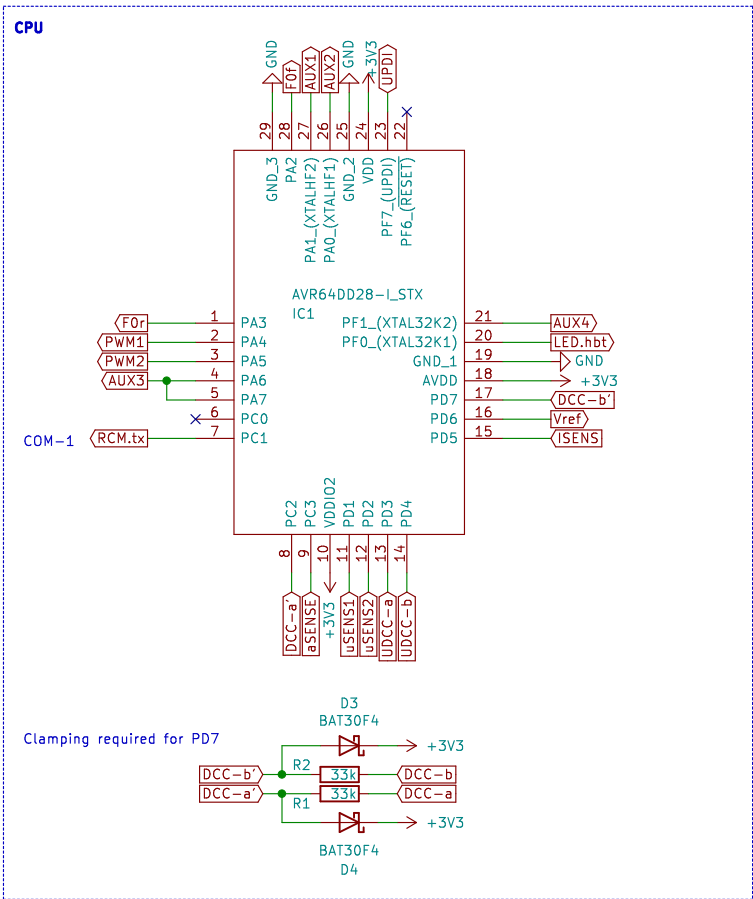 CPU
GND
F0f
AUX1
AUX2
GND
+3V3
UPDI
29
28
27
26
25
24
23
22
GND_3
PA2
PA1_(XTALHF2)
PA0_(XTALHF1)
GND_2
VDD
PF7_(UPDI)
PF6_(RESET)
AVR64DD28-I_STX
IC1
F0r 1 PA3 PF1_(XTAL32K2) 21 AUX4
PWM1 2 PA4 PF0_(XTAL32K1) 20 LED.hbt
PWM2 3 PA5 GND_1 19 GND
AUX3 4 PA6 AVDD 18 +3V3
5 PA7 PD7 17 DCC-b'
6 PC0 PD6 16 Vref
COM-1 RCM.tx 7 PC1 PD5 15 ISENS
PC2
PC3
VDDIO2
PD1
PD2
PD3
PD4
8
9
10
11
12
13
14
DCC-a'
aSENSE
+3V3
uSENS1
uSENS2
UDCC-a
UDCC-b
D3
BAT30F4
Clamping required for PD7
+3V3
R2
DCC-b' 33k DCC-b
DCC-a' 33k DCC-a
R1
+3V3
BAT30F4
D4